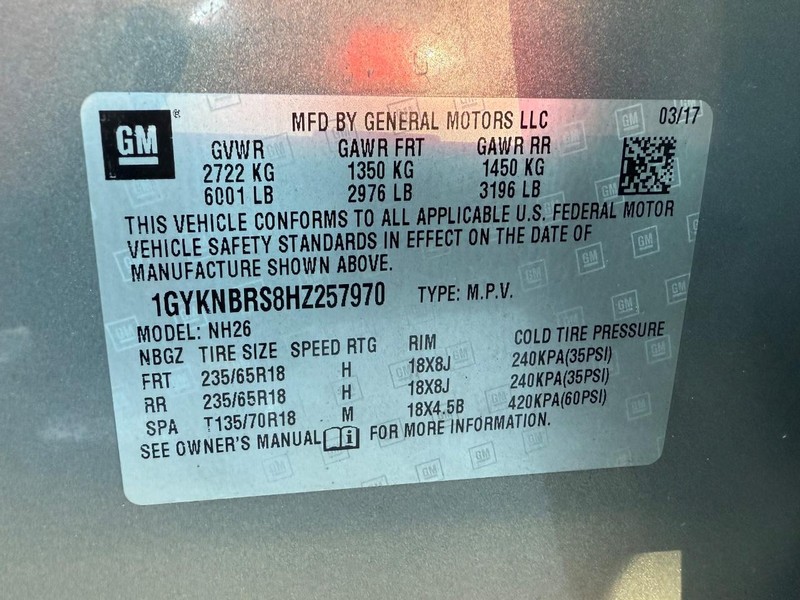 GM ®
MFD BY GENERAL MOTORS LLC 03/17
GVWR GAWR FRT GAWR RR
2722 KG 1350 KG 1450 KG
6001 LB 2976 LB 3196 LB
THIS VEHICLE CONFORMS TO ALL APPLICABLE U.S. FEDERAL MOTOR
VEHICLE SAFETY STANDARDS IN EFFECT ON THE DATE OF
MANUFACTURE SHOWN ABOVE.
1GYKNBRS8HZ257970 TYPE: M.P.V.
MODEL: NH26
NBGZ TIRE SIZE SPEED RTG RIM COLD TIRE PRESSURE
FRT 235/65R18 H 18X8J 240KPA(35PSI)
RR 235/65R18 H 18X8J 240KPA(35PSI)
SPA T135/70R18 M 18X4.5B 420KPA(60PSI)
SEE OWNER'S MANUAL i FOR MORE INFORMATION.